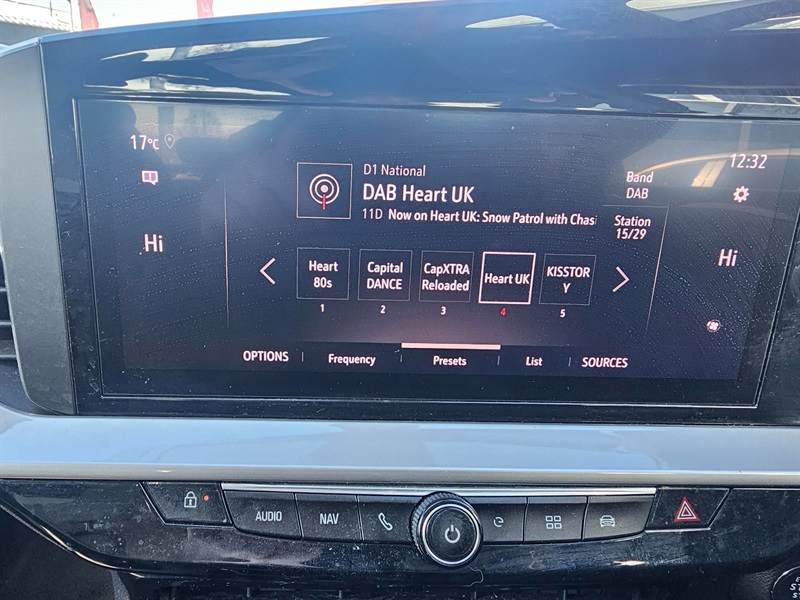 17°C
12:32
D1 National
DAB Heart UK
11D Now on Heart UK: Snow Patrol with Chas
Band
DAB
Station
15/29
Hi
Hi
Heart
80s
Capital
DANCE
CapXTRA
Reloaded
Heart UK
KISSTOR
Y
1
2
3
4
5
OPTIONS
Frequency
Presets
List
SOURCES
AUDIO
NAV